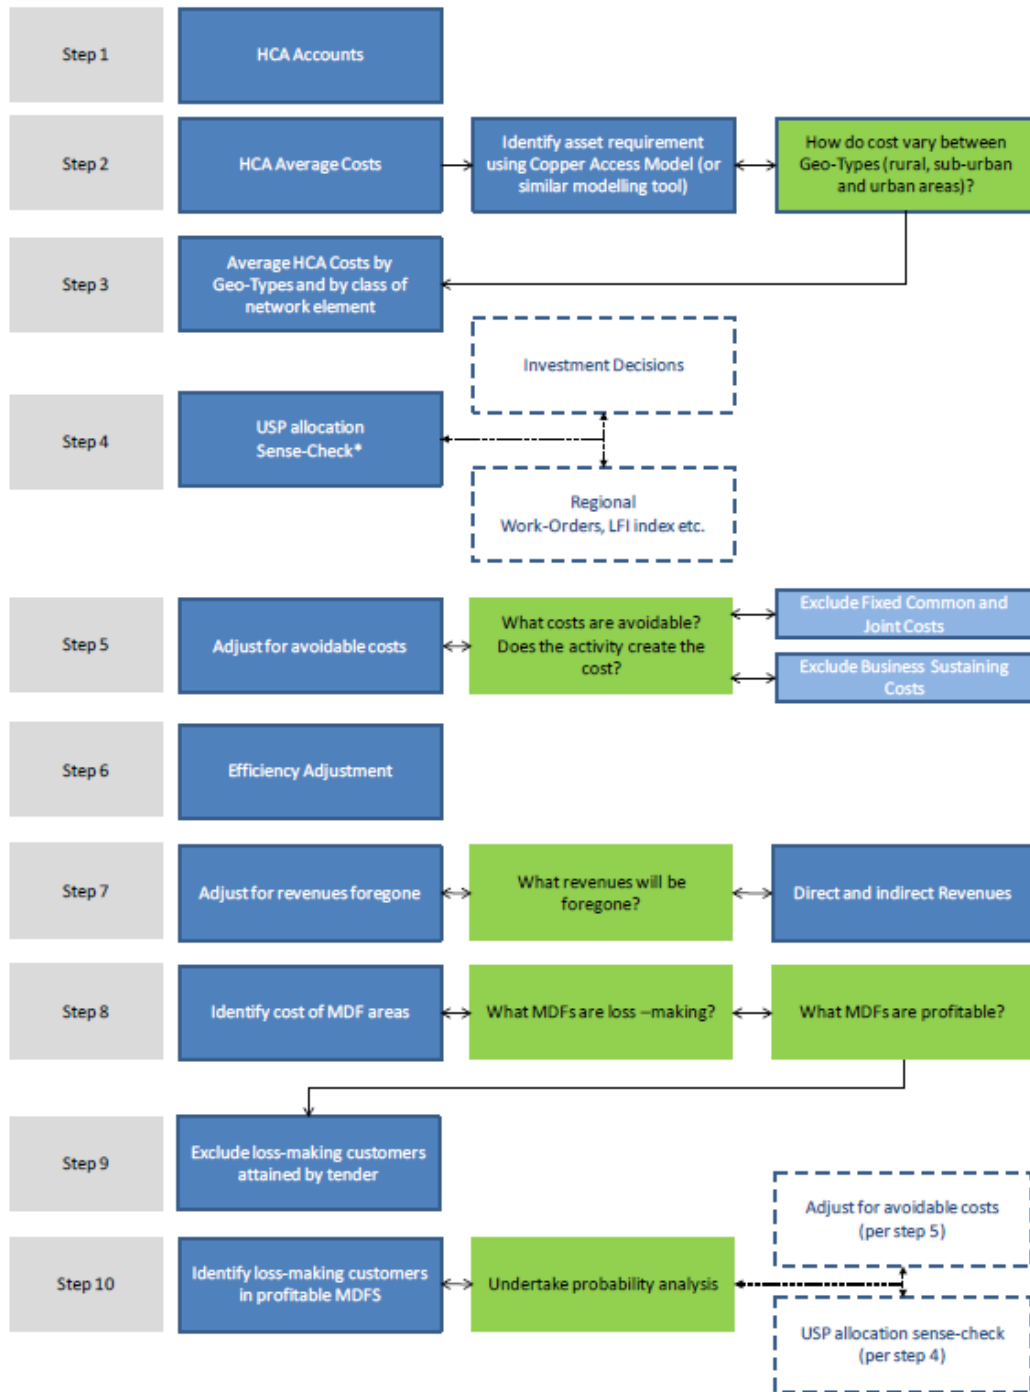 Step 1
HCA Accounts
Step 2
HCA Average Costs
Identify asset requirement
using Copper Access Model (or
similar modelling tool)
How do cost vary between
Geo-Types (rural, sub-urban
and urban areas)?
Step 3
Average HCA Costs by
Geo-Types and by class of
network element
Investment Decisions
Step 4
USP allocation
Sense-Check*
Regional
Work-Orders, LFI index etc.
Step 5
Adjust for avoidable costs
What costs are avoidable?
Does the activity create the
cost?
Exclude Fixed Common and
Joint Costs
Exclude Business Sustaining
Costs
Step 6
Efficiency Adjustment
Step 7
Adjust for revenues foregone
What revenues will be
foregone?
Direct and indirect Revenues
Step 8
Identify cost of MDF areas
What MDFs are loss –making?
What MDFs are profitable?
Step 9
Exclude loss-making customers
attained by tender
Adjust for avoidable costs
(per step 5)
Step 10
Identify loss-making customers
in profitable MDFS
Undertake probability analysis
USP allocation sense-check
(per step 4)